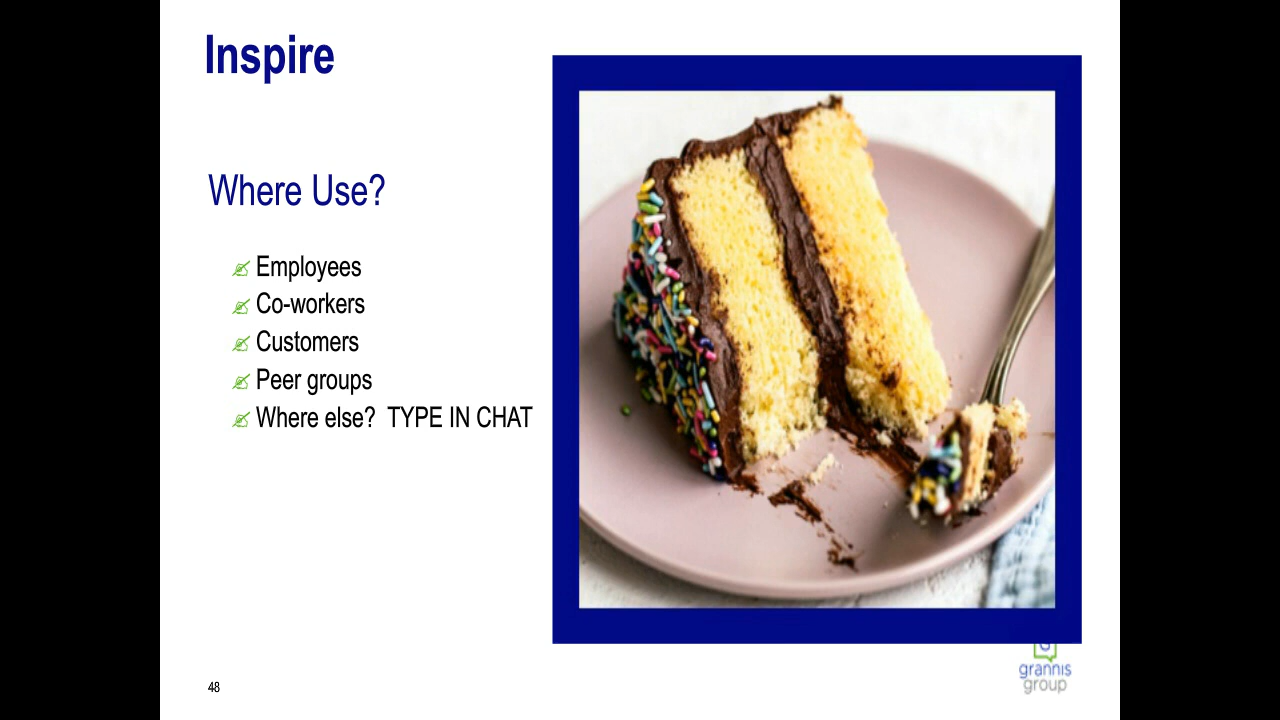 Inspire
Where Use?
Employees
Co-workers
Customers
Peer groups
Where else?  TYPE IN CHAT
grannis
group
48